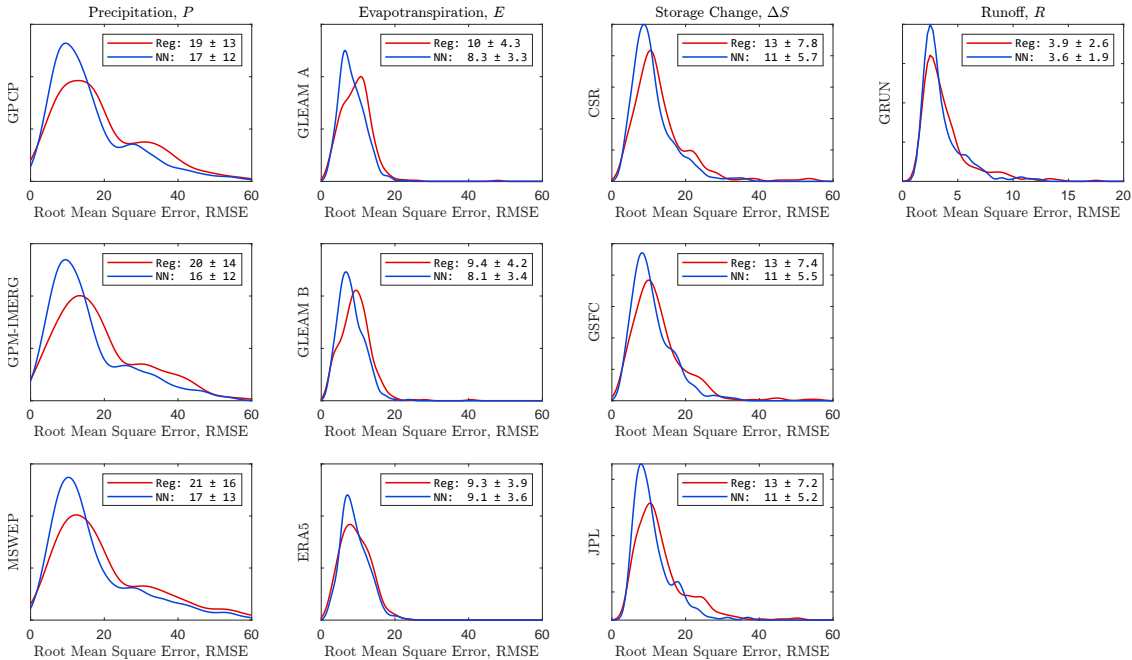 Precipitation, P
Evapotranspiration, E
Storage Change, ΔS
Runoff, R
GPCP
Reg: 19 ± 13
NN: 17 ± 12
0 20 40 60
Root Mean Square Error, RMSE
GLEAM A
Reg: 10 ± 4.3
NN: 8.3 ± 3.3
0 20 40 60
Root Mean Square Error, RMSE
CSR
Reg: 13 ± 7.8
NN: 11 ± 5.7
0 20 40 60
Root Mean Square Error, RMSE
GRUN
Reg: 3.9 ± 2.6
NN: 3.6 ± 1.9
0 5 10 15 20
Root Mean Square Error, RMSE
GPM-IMERG
Reg: 20 ± 14
NN: 16 ± 12
0 20 40 60
Root Mean Square Error, RMSE
GLEAM B
Reg: 9.4 ± 4.2
NN: 8.1 ± 3.4
0 20 40 60
Root Mean Square Error, RMSE
GSFC
Reg: 13 ± 7.4
NN: 11 ± 5.5
0 20 40 60
Root Mean Square Error, RMSE
MSWEP
Reg: 21 ± 16
NN: 17 ± 13
0 20 40 60
Root Mean Square Error, RMSE
ERA5
Reg: 9.3 ± 3.9
NN: 9.1 ± 3.6
0 20 40 60
Root Mean Square Error, RMSE
JPL
Reg: 13 ± 7.2
NN: 11 ± 5.2
0 20 40 60
Root Mean Square Error, RMSE